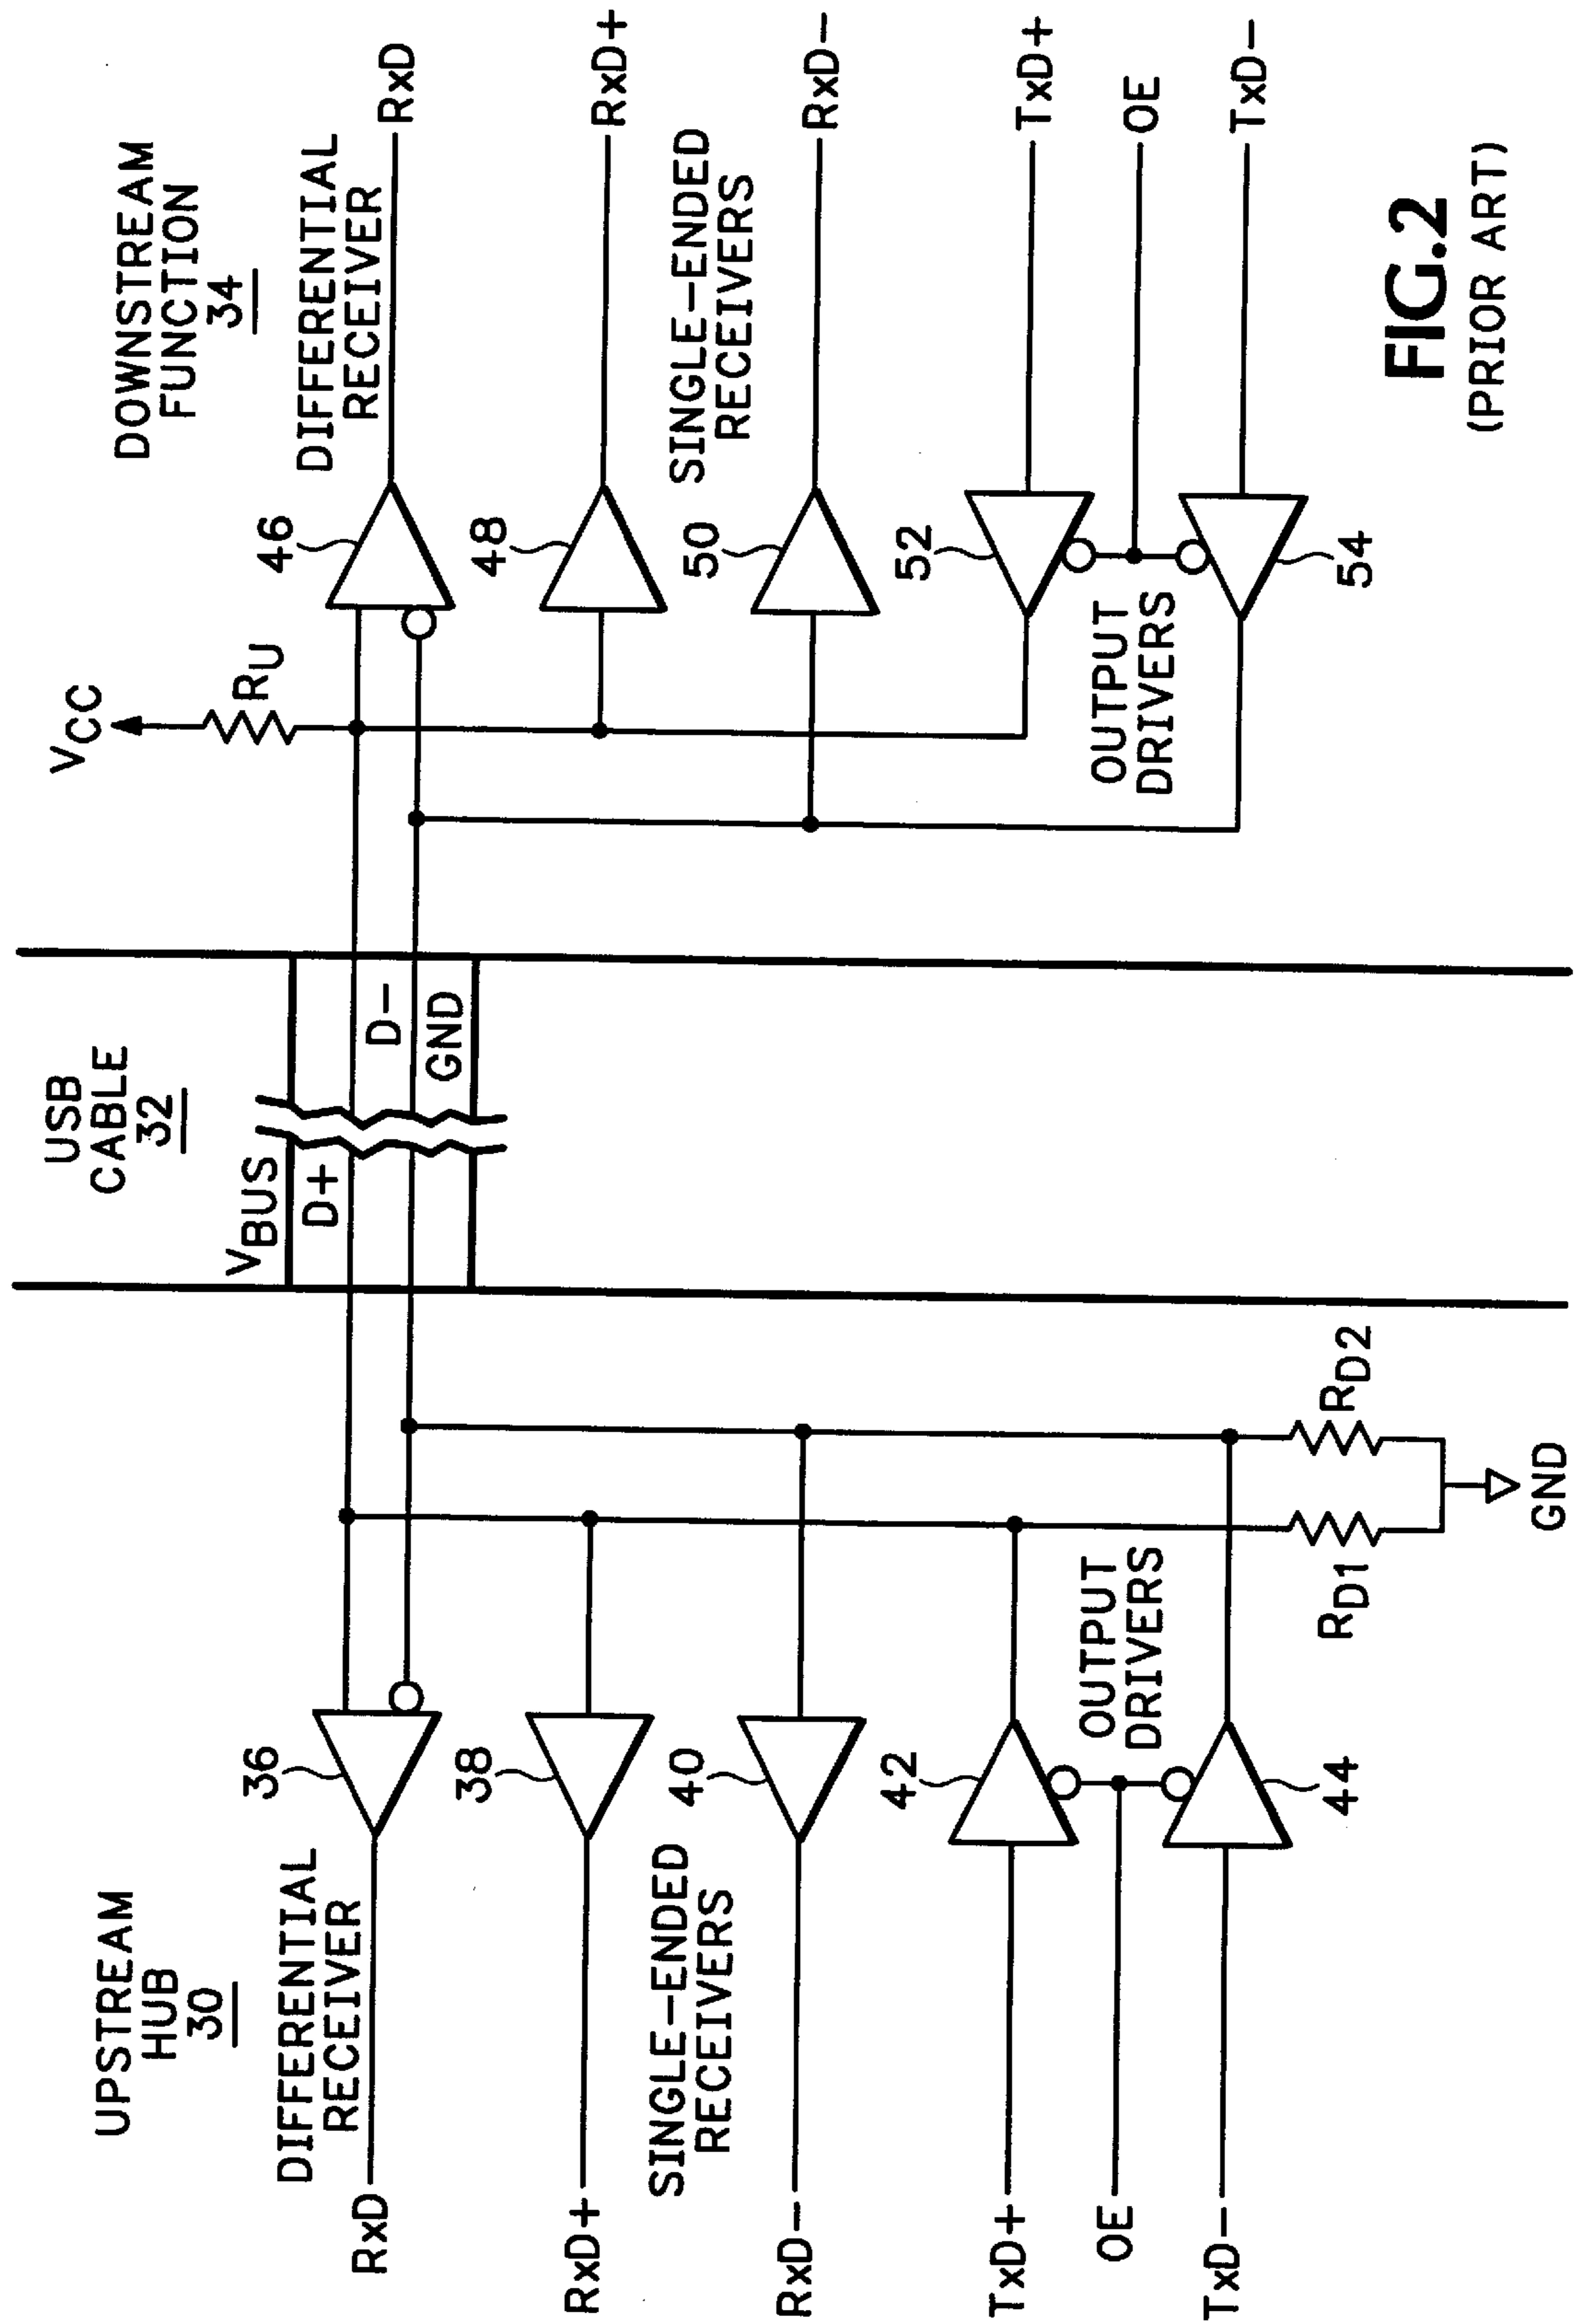 UPSTREAM
HUB
30
USB
CABLE
32
DOWNSTREAM
FUNCTION
34
DIFFERENTIAL
RECEIVER
36
RxD
VBUS
D+
D-
GND
VCC
RU
46
DIFFERENTIAL
RECEIVER
RxD
RxD+
38
48
RxD+
SINGLE-ENDED
RECEIVERS
40
RxD-
50
SINGLE-ENDED
RECEIVERS
RxD-
TxD+
42
OUTPUT
DRIVERS
OE
44
TxD-
RD1
RD2
GND
OUTPUT
DRIVERS
52
TxD+
OE
54
TxD-
FIG.2
(PRIOR ART)